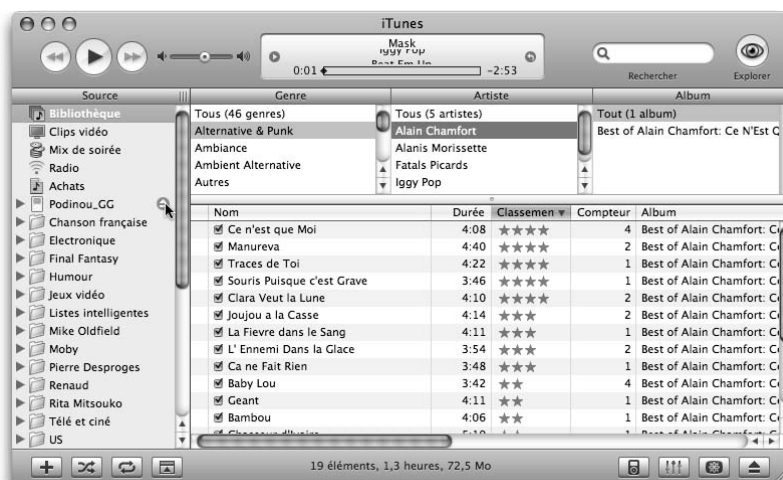 iTunes
Mask
Iggy Pop
Beat Em Up
0:01 -2:53
Rechercher
Explorer
Source
Bibliothèque
Clips vidéo
Mix de soirée
Radio
Achats
Podinou_GG
Chanson française
Electronique
Final Fantasy
Humour
Jeux vidéo
Listes intelligentes
Mike Oldfield
Moby
Pierre Desproges
Renaud
Rita Mitsouko
Télé et ciné
US
Genre
Tous (46 genres)
Alternative & Punk
Ambiance
Ambient Alternative
Autres
Artiste
Tous (5 artistes)
Alain Chamfort
Alanis Morissette
Fatals Picards
Iggy Pop
Album
Tout (1 album)
Best of Alain Chamfort: Ce N'Est Q
Nom Durée Classemen Compteur Album
Ce n'est que Moi 4:08 ★★★★ 4 Best of Alain Chamfort: C
Manureva 4:40 ★★★★ 2 Best of Alain Chamfort: C
Traces de Toi 4:22 ★★★★ 1 Best of Alain Chamfort: C
Souris Puisque c'est Grave 3:46 ★★★★ 1 Best of Alain Chamfort: C
Clara Veut la Lune 4:10 ★★★★ 2 Best of Alain Chamfort: C
Joujou a la Casse 4:14 ★★★ 2 Best of Alain Chamfort: C
La Fievre dans le Sang 4:11 ★★★ 1 Best of Alain Chamfort: C
L' Ennemi Dans la Glace 3:54 ★★★ 2 Best of Alain Chamfort: C
Ca ne Fait Rien 3:48 ★★★ 1 Best of Alain Chamfort: C
Baby Lou 3:42 ★★ 4 Best of Alain Chamfort: C
Geant 4:11 ★★ 1 Best of Alain Chamfort: C
Bambou 4:06 ★★ 1 Best of Alain Chamfort: C
19 éléments, 1,3 heures, 72,5 Mo